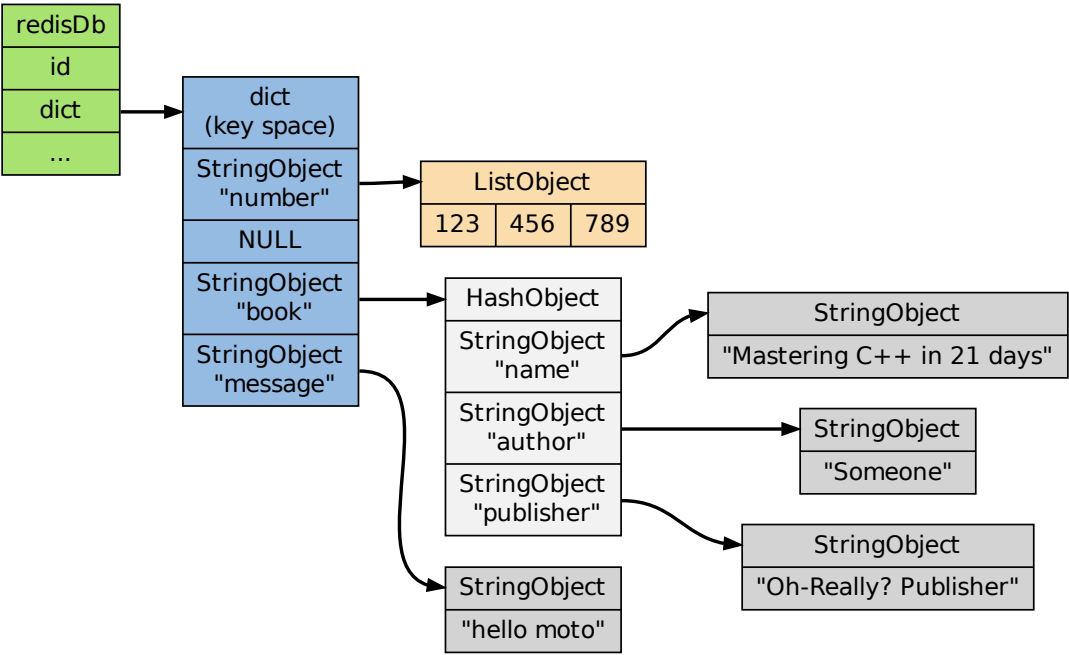 redisDb
id
dict
...
dict
(key space)
StringObject
"number"
NULL
StringObject
"book"
StringObject
"message"
ListObject
123 456 789
HashObject
StringObject
"name"
StringObject
"author"
StringObject
"publisher"
StringObject
"Mastering C++ in 21 days"
StringObject
"Someone"
StringObject
"Oh-Really? Publisher"
StringObject
"hello moto"